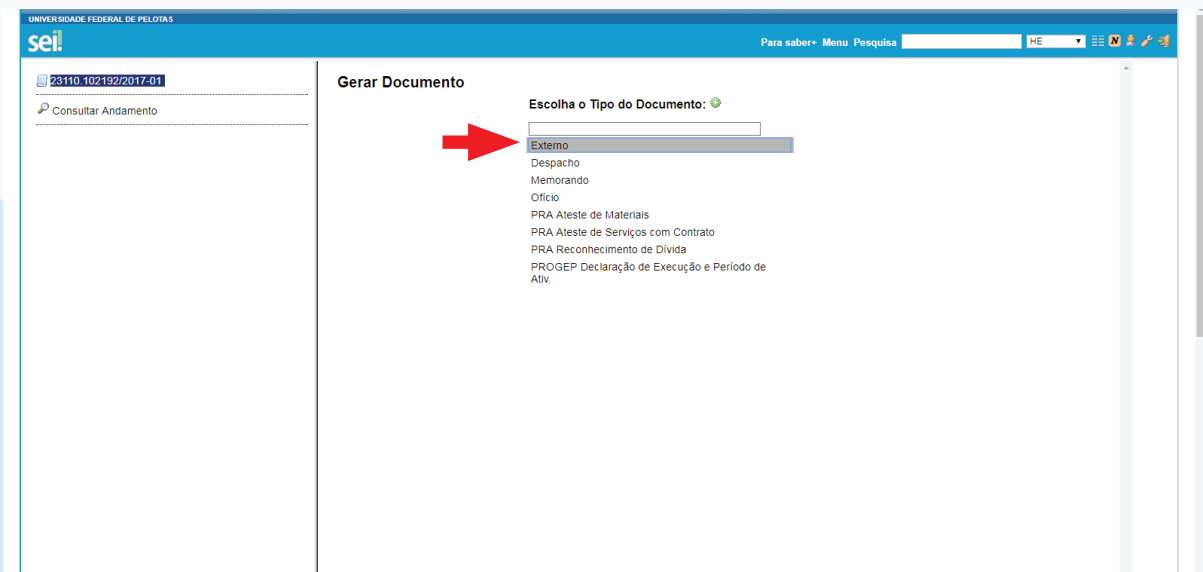 UNIVERSIDADE FEDERAL DE PELOTAS
sei!
Para saber+ Menu Pesquisa HE
N
23110.102192/2017-01
Consultar Andamento
Gerar Documento
Escolha o Tipo do Documento:
Externo
Despacho
Memorando
Ofício
PRA Ateste de Materiais
PRA Ateste de Serviços com Contrato
PRA Reconhecimento de Dívida
PROGEP Declaração de Execução e Período de
Ativ.